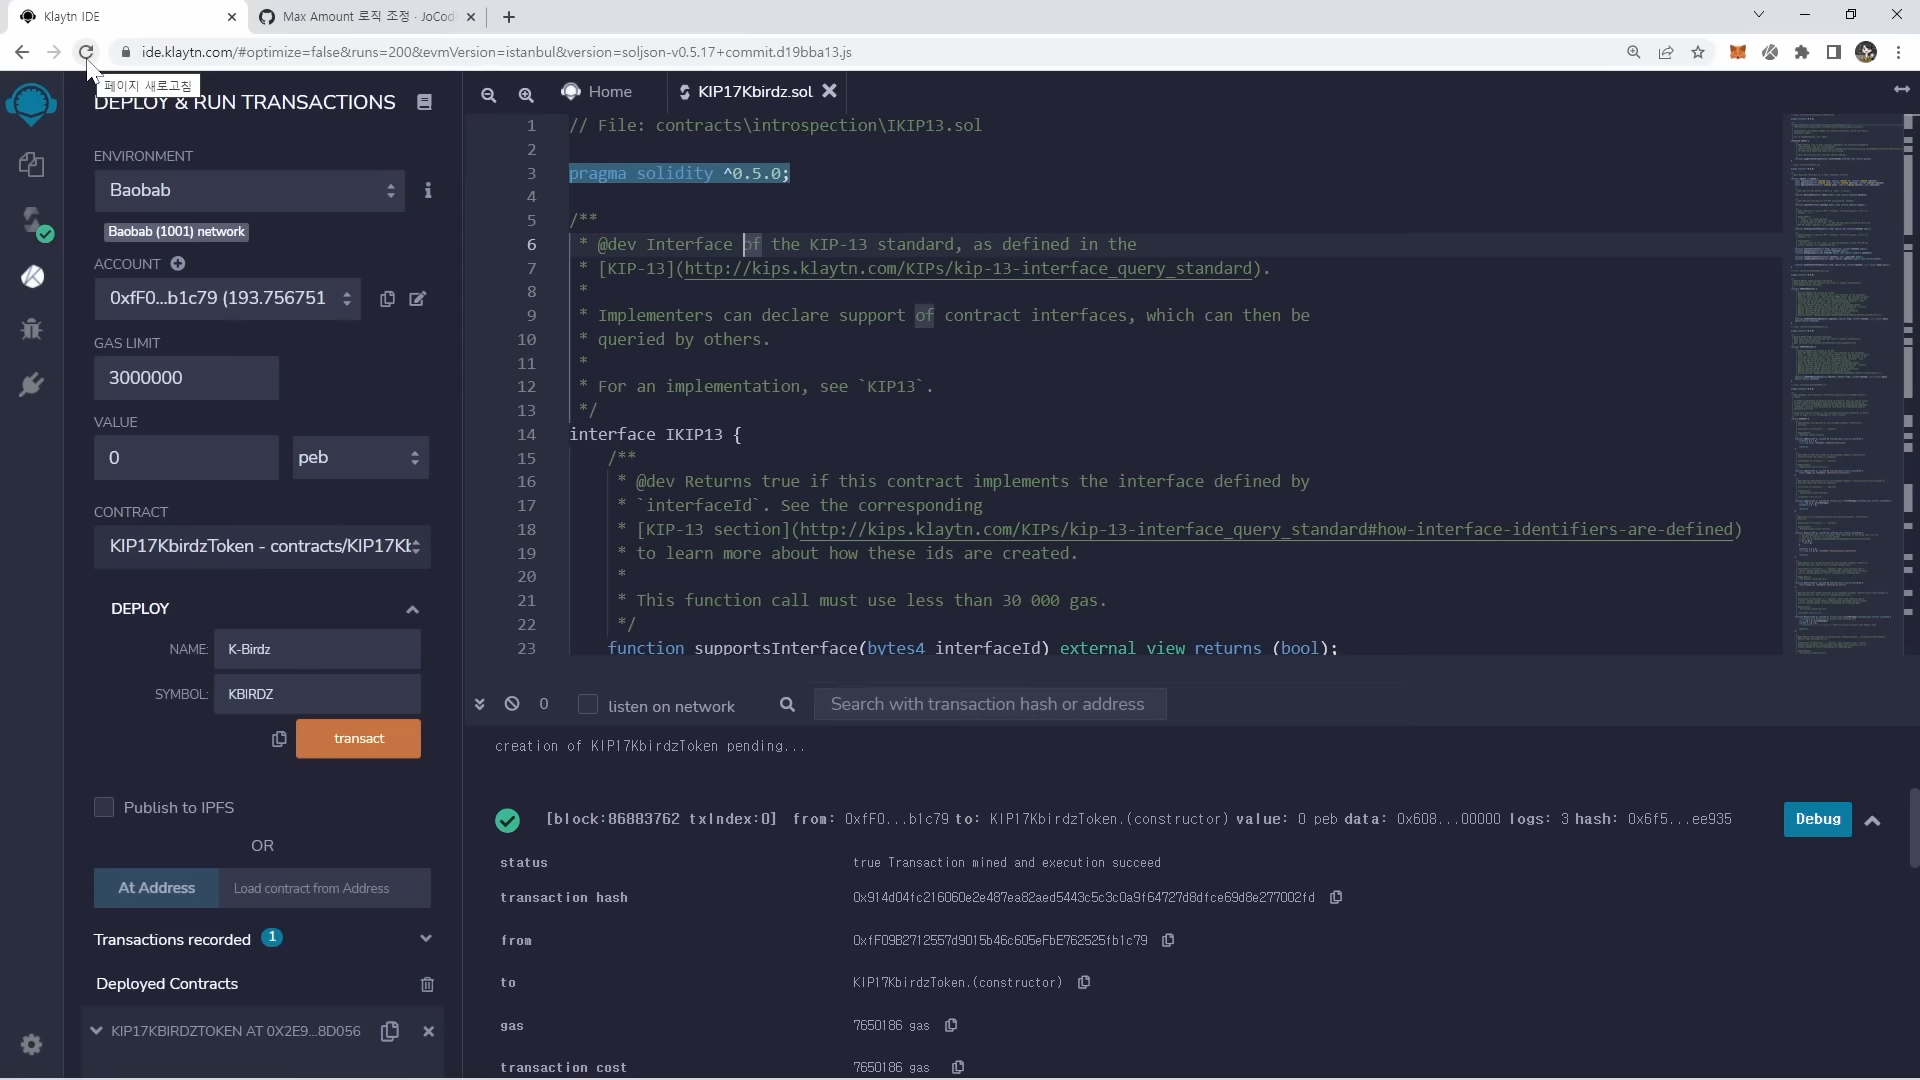 Klaytn IDE
Max Amount 로직 조정 · JoCod
ide.klaytn.com/#optimize=false&runs=200&evmVersion=istanbul&version=soljson-v0.5.17+commit.d19bba13.js
페이지 새로고침
DEPLOY & RUN TRANSACTIONS
ENVIRONMENT
Baobab
Baobab (1001) network
ACCOUNT
0xfF0...b1c79 (193.756751
GAS LIMIT
3000000
VALUE
0
peb
CONTRACT
KIP17KbirdzToken - contracts/KIP17Kb
DEPLOY
NAME:
K-Birdz
SYMBOL:
KBIRDZ
transact
Publish to IPFS
OR
At Address
Load contract from Address
Transactions recorded 1
Deployed Contracts
KIP17KBIRDZTOKEN AT 0X2E9...8D056
Home
KIP17Kbirdz.sol
1 // File: contracts\introspection\IKIP13.sol
2
3 pragma solidity ^0.5.0;
4
5 /**
6 * @dev Interface of the KIP-13 standard, as defined in the
7 * [KIP-13](http://kips.klaytn.com/KIPs/kip-13-interface_query_standard).
8 *
9 * Implementers can declare support of contract interfaces, which can then be
10 * queried by others.
11 *
12 * For an implementation, see `KIP13`.
13 */
14 interface IKIP13 {
15 /**
16 * @dev Returns true if this contract implements the interface defined by
17 * `interfaceId`. See the corresponding
18 * [KIP-13 section](http://kips.klaytn.com/KIPs/kip-13-interface_query_standard#how-interface-identifiers-are-defined)
19 * to learn more about how these ids are created.
20 *
21 * This function call must use less than 30 000 gas.
22 */
23 function supportsInterface(bytes4 interfaceId) external view returns (bool);
0
listen on network
Search with transaction hash or address
creation of KIP17KbirdzToken pending...
[block:86883762 txIndex:0] from: 0xfF0...b1c79 to: KIP17KbirdzToken.(constructor) value: 0 peb data: 0x608...00000 logs: 3 hash: 0x6f5...ee935
Debug
status true Transaction mined and execution succeed
transaction hash 0x914d04fc216060e2e487ea82aed5443c5c3c0a9f64727d8dfce69d8e277002fd
from 0xfF09B2712557d9015b46c605eFbE762525fb1c79
to KIP17KbirdzToken.(constructor)
gas 7650186 gas
transaction cost 7650186 gas